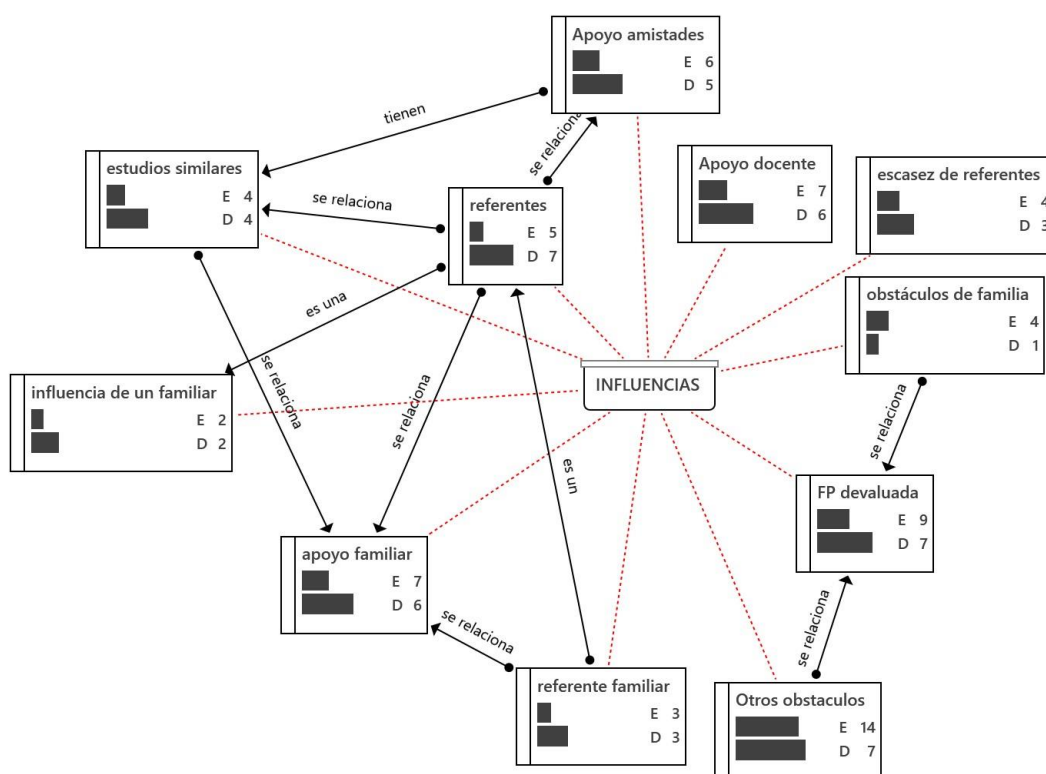 Apoyo amistades
E 6
D 5
tienen
se relaciona
estudios similares
E 4
D 4
se relaciona
referentes
E 5
D 7
Apoyo docente
E 7
D 6
escasez de referentes
E 4
D 3
obstáculos de familia
E 4
D 1
es una
se relaciona
influencia de un familiar
E 2
D 2
se relaciona
INFLUENCIAS
se relaciona
es un
FP devaluada
E 9
D 7
apoyo familiar
E 7
D 6
se relaciona
se relaciona
referente familiar
E 3
D 3
Otros obstaculos
E 14
D 7